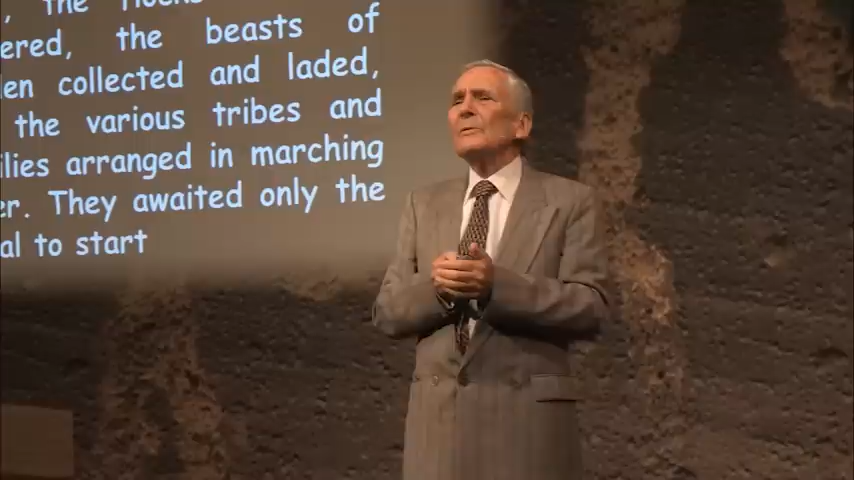 , the
ered, the beasts of
en collected and laded,
the various tribes and
ilies arranged in marching
er. They awaited only the
al to start